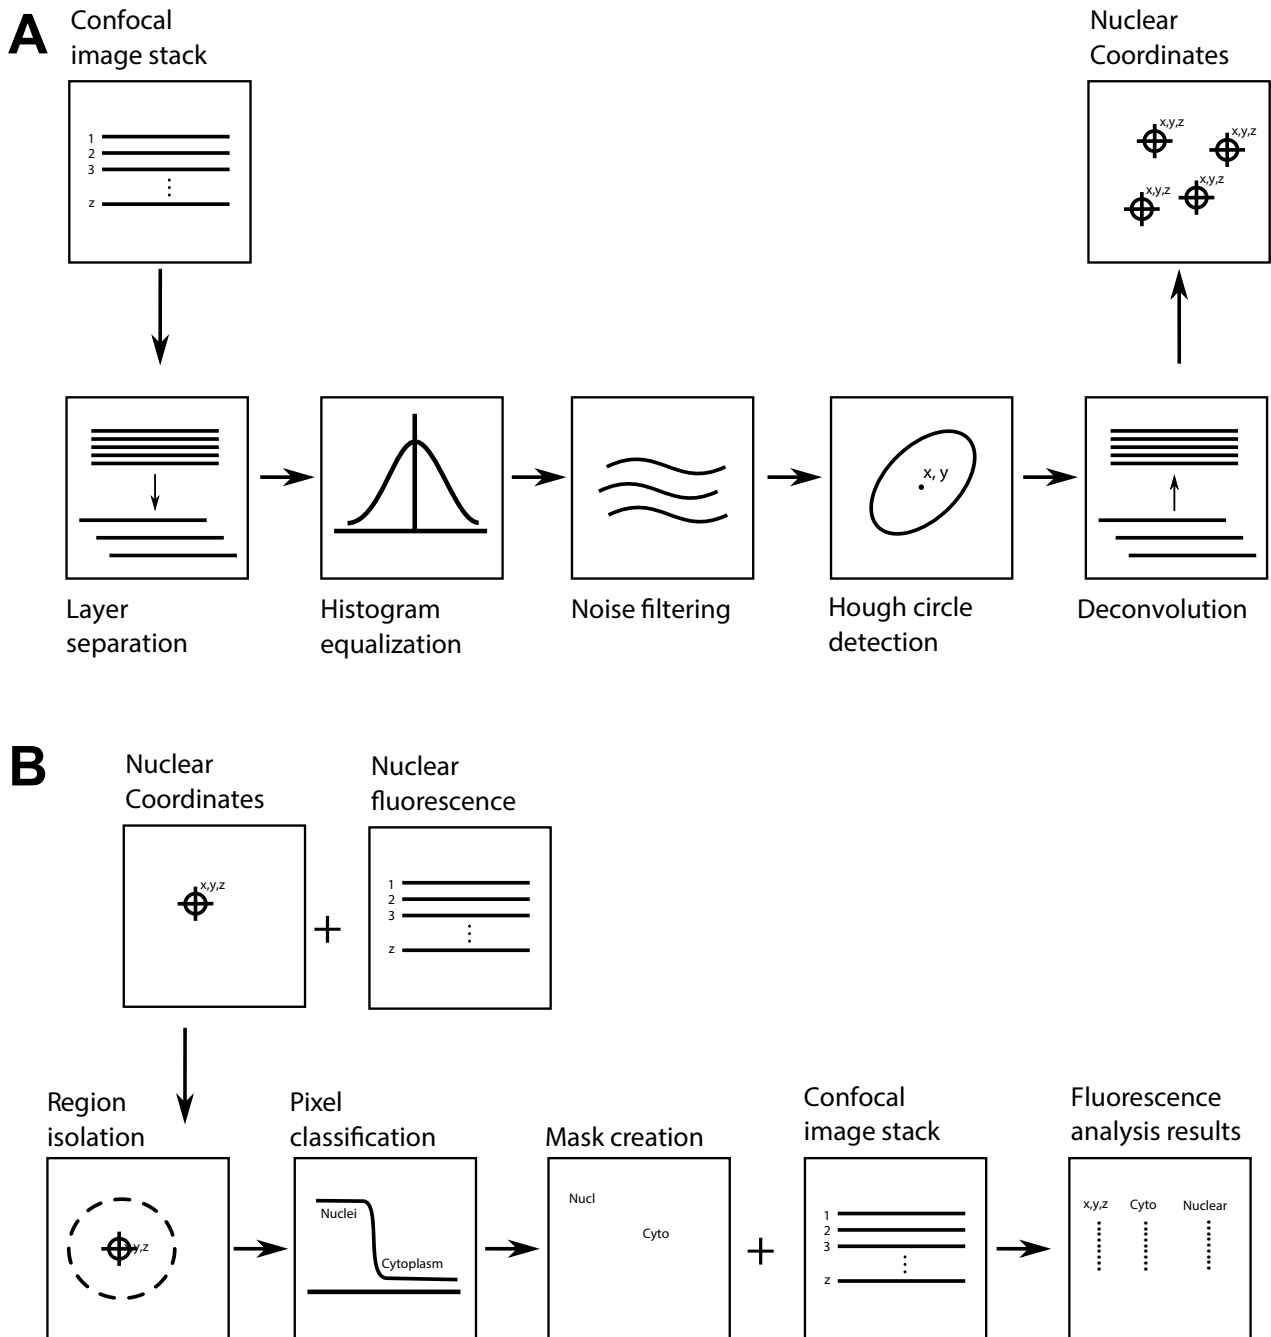 A
Confocal
image stack
1
2
3
z
Nuclear
Coordinates
x,y,z
x,y,z
x,y,z
x,y,z
x, y
Layer
separation
Histogram
equalization
Noise filtering
Hough circle
detection
Deconvolution
B
Nuclear
Coordinates
x,y,z
+
Nuclear
fluorescence
1
2
3
z
Region
isolation
x,y,z
Pixel
classification
Nuclei
Cytoplasm
Mask creation
Nucl
Cyto
+
Confocal
image stack
1
2
3
z
Fluorescence
analysis results
x,y,z Cyto Nuclear